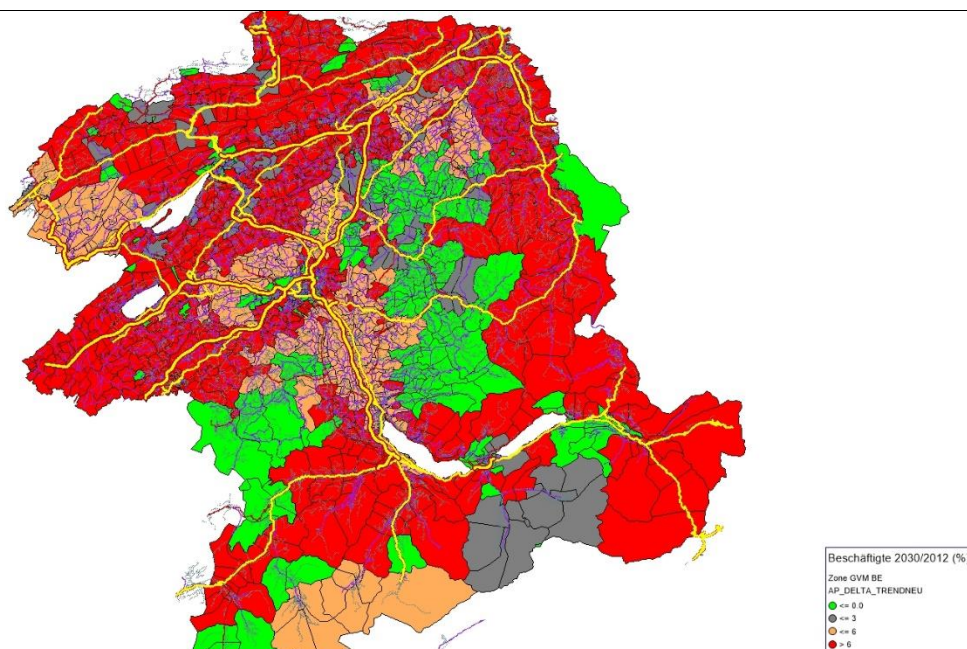 Beschäftigte 2030/2012 (%
Zone GVM BE
AP_DELTA_TRENDNEU
<= 0.0
<= 3
<= 6
> 6